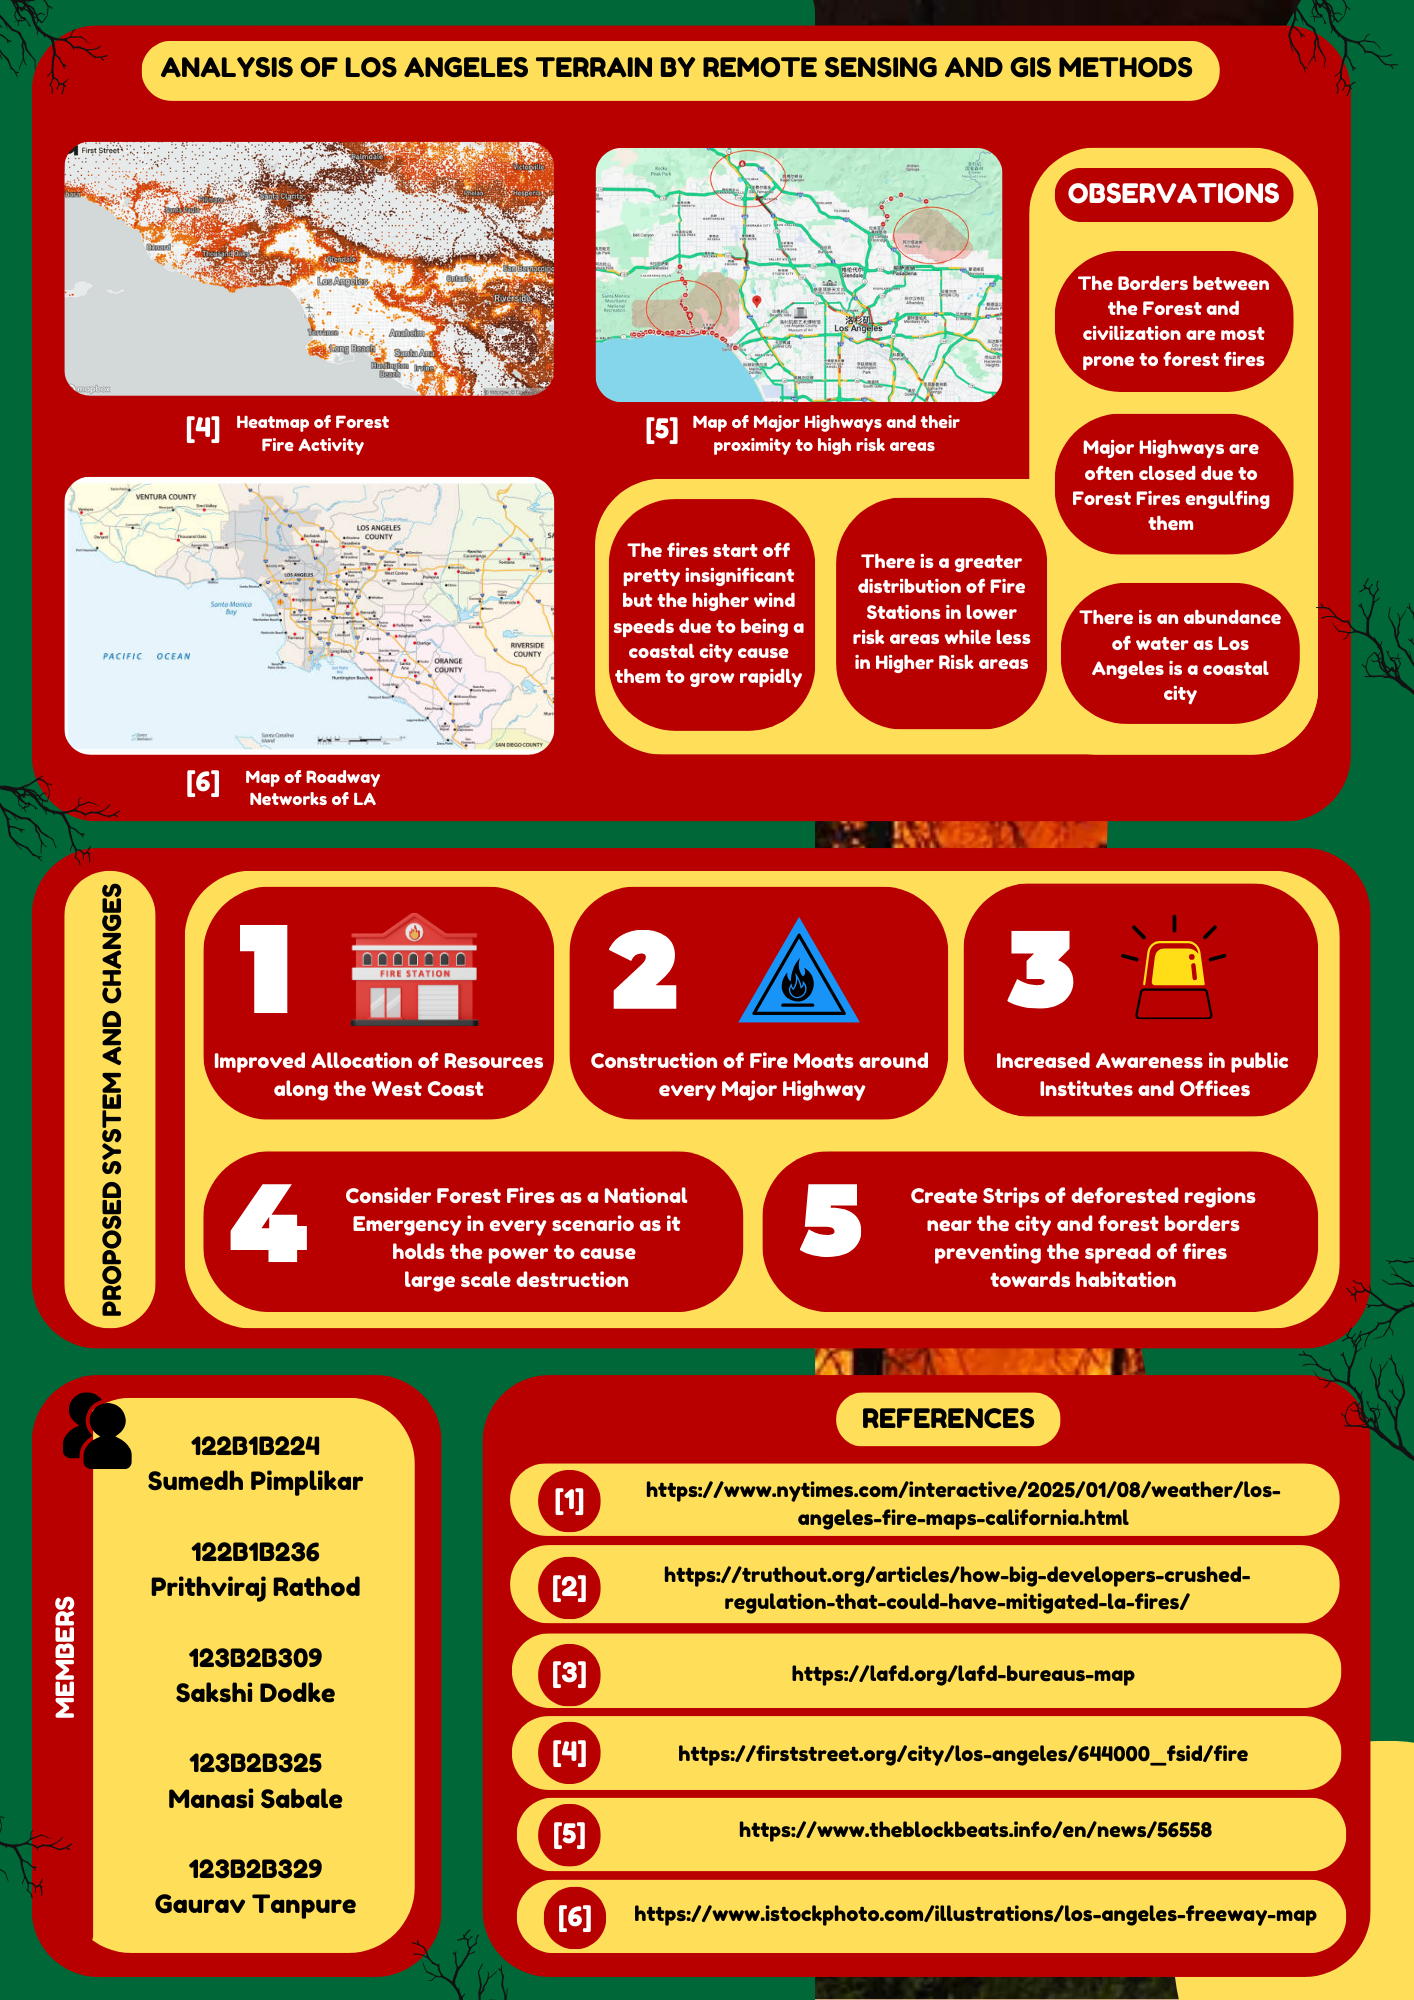 ANALYSIS OF LOS ANGELES TERRAIN BY REMOTE SENSING AND GIS METHODS
First Street
Palmdale
Oxnard
Glendale
Los Angeles
Ontario
Riverside
Torrance
Anaheim
Long Beach
Santa Ana
Huntington
Beach
Irvine
mapbox
[4]
Heatmap of Forest
Fire Activity
洛杉矶
Los Angeles
[5]
Map of Major Highways and their
proximity to high risk areas
OBSERVATIONS
The Borders between
the Forest and
civilization are most
prone to forest fires
Major Highways are
often closed due to
Forest Fires engulfing
them
There is an abundance
of water as Los
Angeles is a coastal
city
The fires start off
pretty insignificant
but the higher wind
speeds due to being a
coastal city cause
them to grow rapidly
There is a greater
distribution of Fire
Stations in lower
risk areas while less
in Higher Risk areas
VENTURA COUNTY
LOS ANGELES
COUNTY
LOS ANGELES
Santa Monica
Bay
PACIFIC OCEAN
ORANGE
COUNTY
RIVERSIDE
COUNTY
Huntington Beach
Santa Catalina
Island
SAN DIEGO COUNTY
[6]
Map of Roadway
Networks of LA
PROPOSED SYSTEM AND CHANGES
1
FIRE STATION
Improved Allocation of Resources
along the West Coast
2
Construction of Fire Moats around
every Major Highway
3
Increased Awareness in public
Institutes and Offices
4
Consider Forest Fires as a National
Emergency in every scenario as it
holds the power to cause
large scale destruction
5
Create Strips of deforested regions
near the city and forest borders
preventing the spread of fires
towards habitation
MEMBERS
122B1B224
Sumedh Pimplikar
122B1B236
Prithviraj Rathod
123B2B309
Sakshi Dodke
123B2B325
Manasi Sabale
123B2B329
Gaurav Tanpure
REFERENCES
[1]
https://www.nytimes.com/interactive/2025/01/08/weather/los-
angeles-fire-maps-california.html
[2]
https://truthout.org/articles/how-big-developers-crushed-
regulation-that-could-have-mitigated-la-fires/
[3]
https://lafd.org/lafd-bureaus-map
[4]
https://firststreet.org/city/los-angeles/644000_fsid/fire
[5]
https://www.theblockbeats.info/en/news/56558
[6]
https://www.istockphoto.com/illustrations/los-angeles-freeway-map